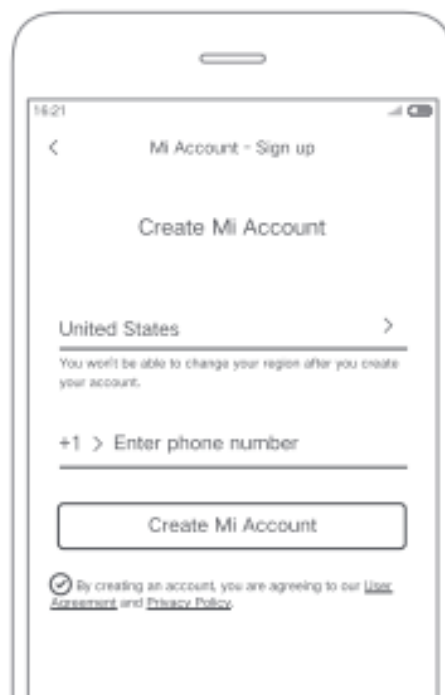 16:21
Mi Account - Sign up
Create Mi Account
United States
You won't be able to change your region after you create
your account.
+1 > Enter phone number
Create Mi Account
By creating an account, you are agreeing to our User
Agreement and Privacy Policy.